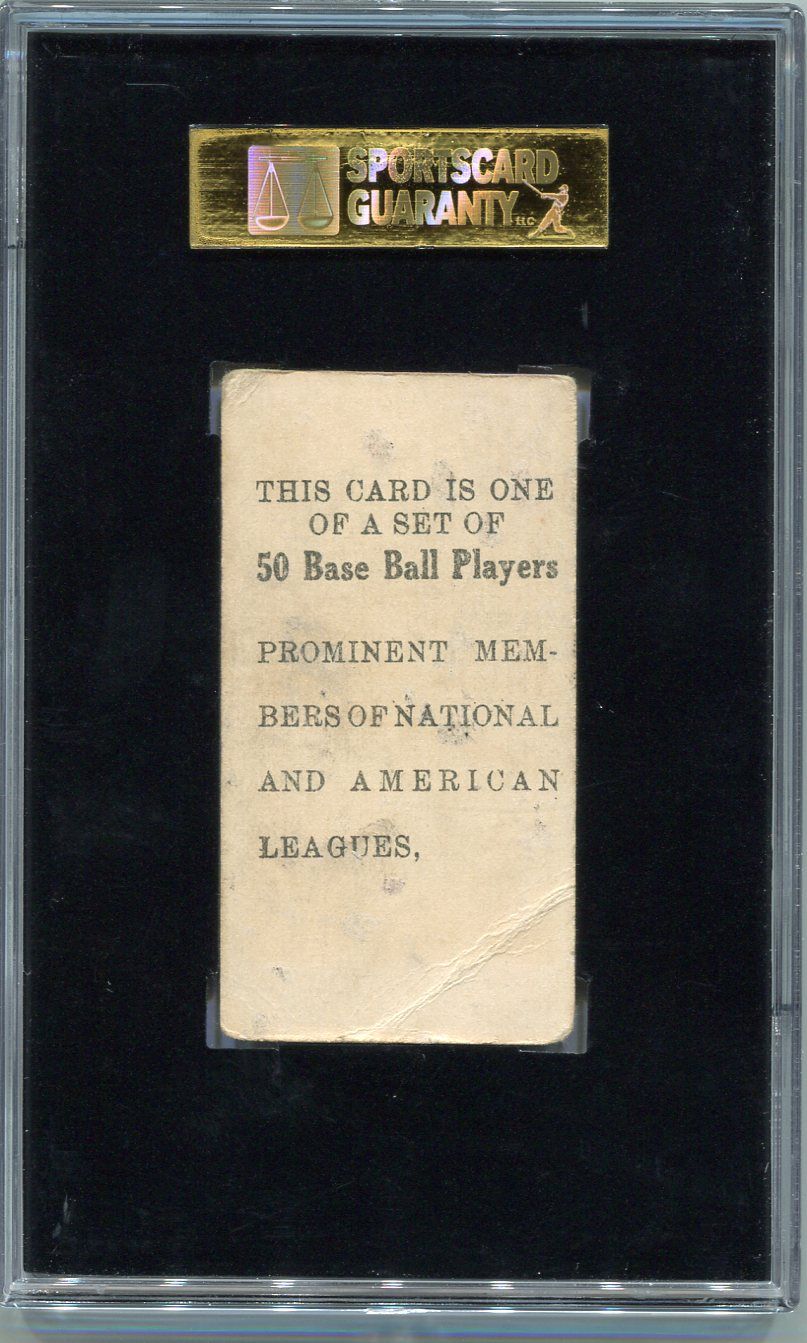 SPORTSCARD
GUARANTY
THIS CARD IS ONE
OF A SET OF
50 Base Ball Players
PROMINENT MEM-
BERS OF NATIONAL
AND AMERICAN
LEAGUES,